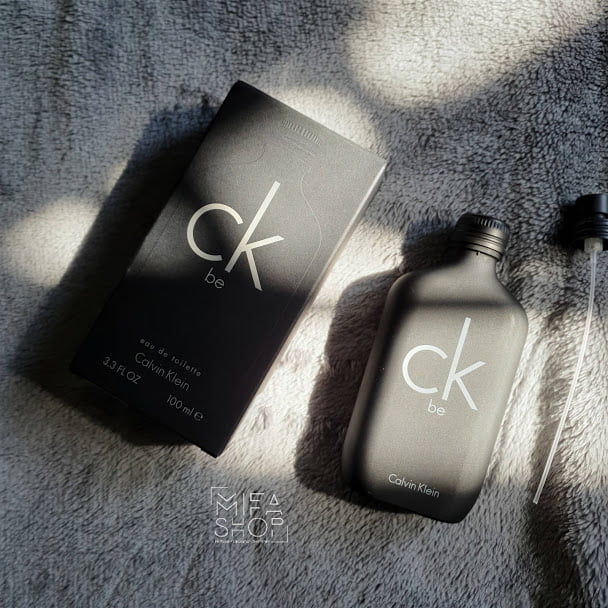 ck
be
eau de toilette
Calvin Klein
3.3 FL OZ
100 ml ℮
ck
be
Calvin Klein
MIFA
SHOP